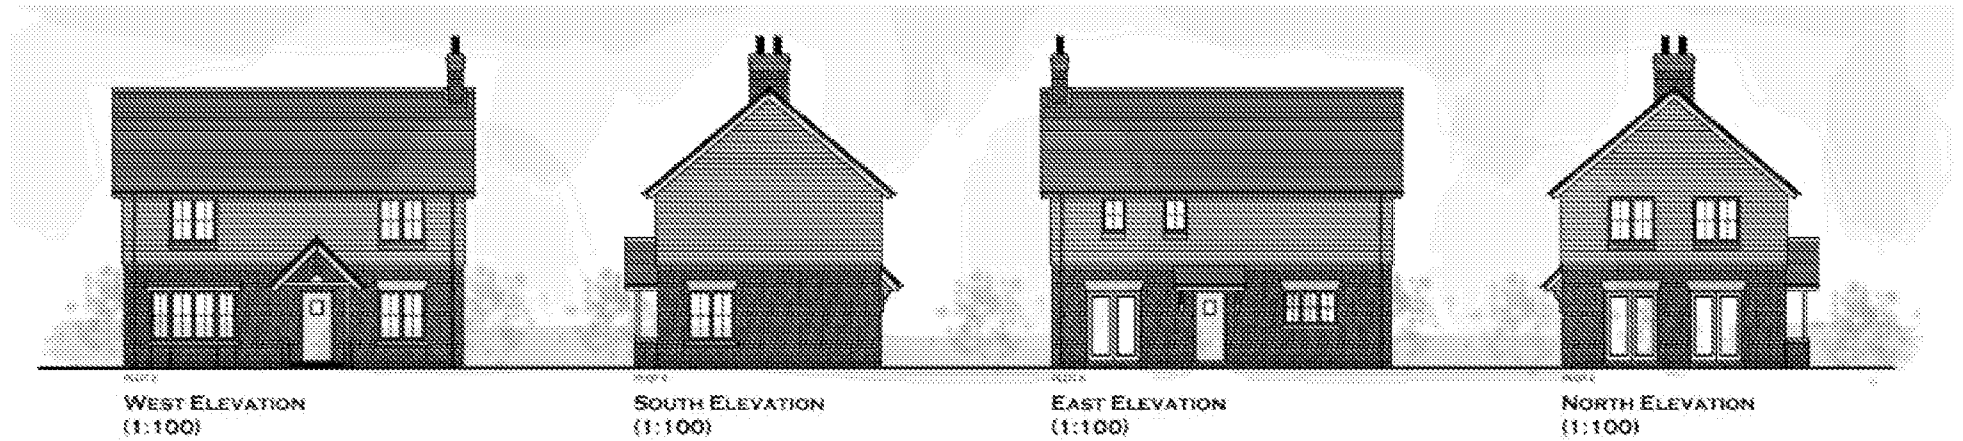 WEST ELEVATION
(1:100)
SOUTH ELEVATION
(1:100)
EAST ELEVATION
(1:100)
NORTH ELEVATION
(1:100)